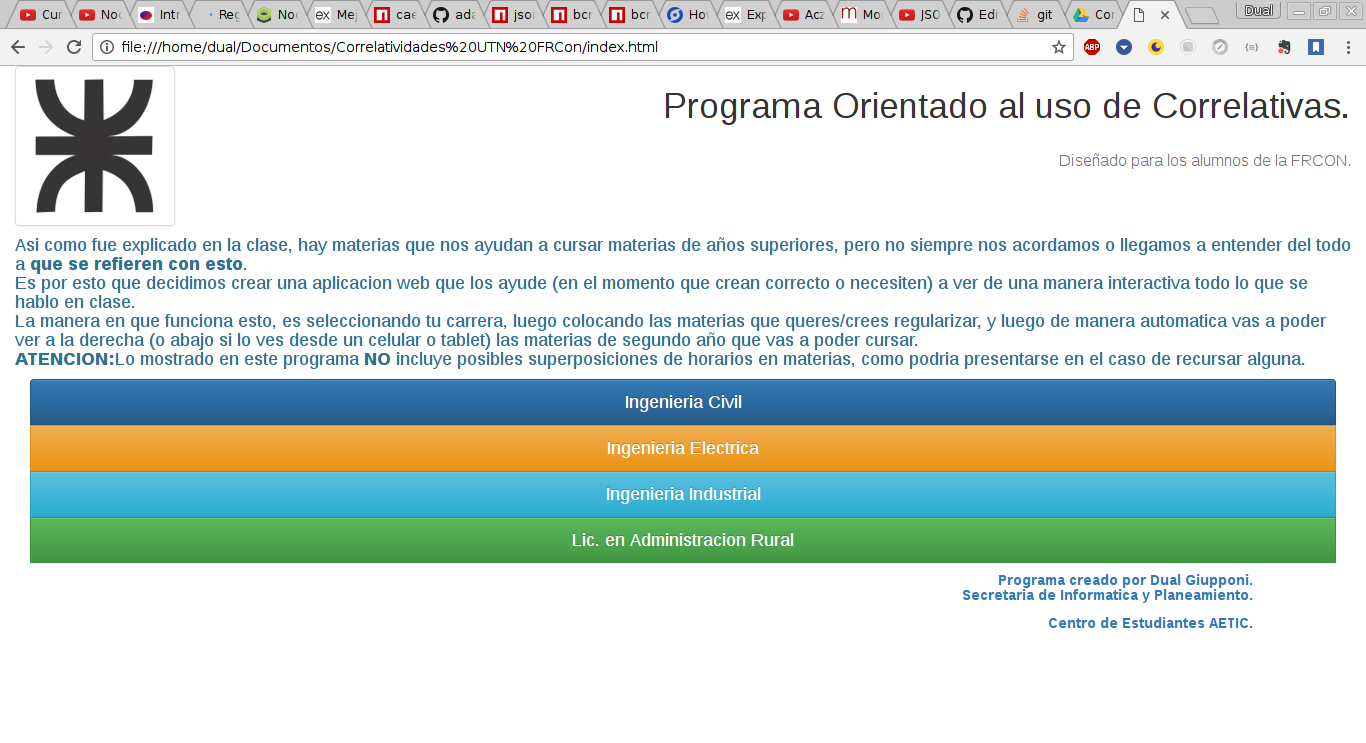 Cur
Noc
Intr
Reg
Noc
ex Mej
cae
ada
jsor
bcr
bcr
Hov
ex Exp
Acz
Mo
JSO
Edi
git
Cor
Dual
file:///home/dual/Documentos/Correlatividades%20UTN%20FRCon/index.html
ABP
Programa Orientado al uso de Correlativas.
Diseñado para los alumnos de la FRCON.
Asi como fue explicado en la clase, hay materias que nos ayudan a cursar materias de años superiores, pero no siempre nos acordamos o llegamos a entender del todo
a que se refieren con esto.
Es por esto que decidimos crear una aplicacion web que los ayude (en el momento que crean correcto o necesiten) a ver de una manera interactiva todo lo que se
hablo en clase.
La manera en que funciona esto, es seleccionando tu carrera, luego colocando las materias que queres/crees regularizar, y luego de manera automatica vas a poder
ver a la derecha (o abajo si lo ves desde un celular o tablet) las materias de segundo año que vas a poder cursar.
ATENCION:Lo mostrado en este programa NO incluye posibles superposiciones de horarios en materias, como podria presentarse en el caso de recursar alguna.
Ingenieria Civil
Ingenieria Electrica
Ingenieria Industrial
Lic. en Administracion Rural
Programa creado por Dual Giupponi.
Secretaria de Informatica y Planeamiento.
Centro de Estudiantes AETIC.